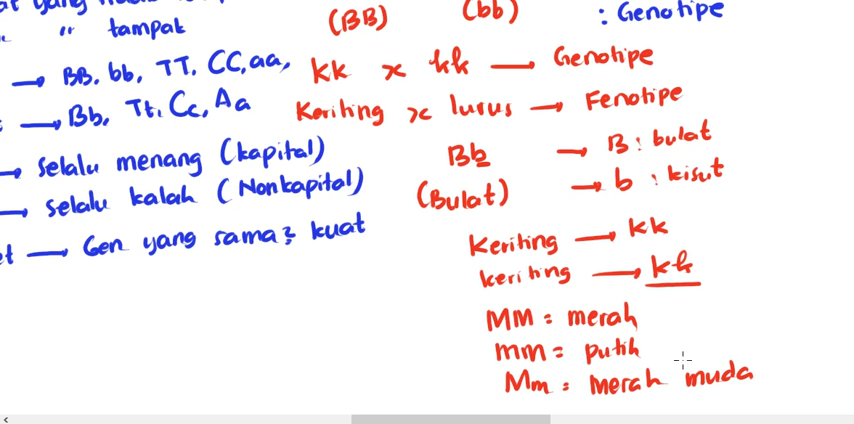 (BB) (bb) : Genotipe
" tampak
→ BB. bb, TT. CC, aa,
kk x kk — Genotipe
→ Bb, Tt. Cc, Aa
Keriting x lurus → Fenotipe
→ selalu menang (kapital)
Bb → B : bulat
→ selalu kalah (Nonkapital)
(Bulat) → b : kisut
→ Gen yang sama2 kuat
Keriting → kk
keriting → kk
MM = merah
mm = putih
Mm = Merah muda